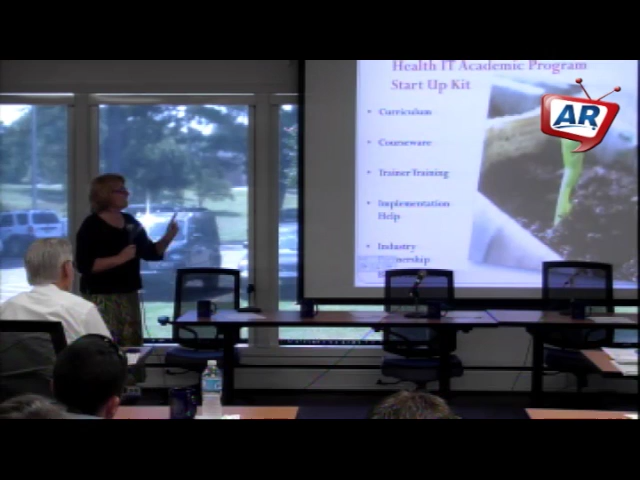 Health IT Academic Program
Start Up Kit
• Curriculum
• Courseware
• Trainer Training
• Implementation
Help
• Industry
AR